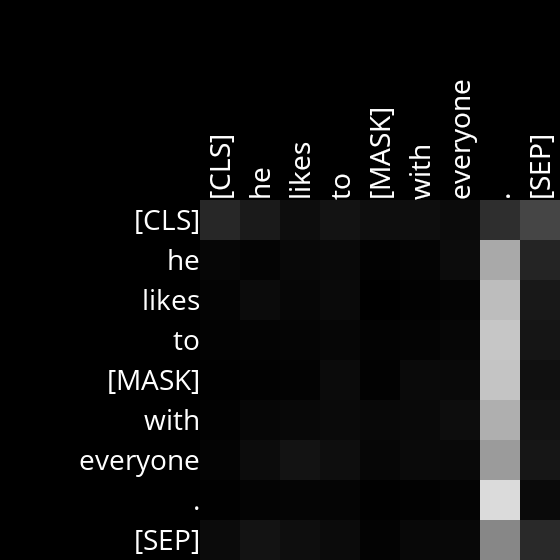 [CLS] he likes to [MASK] with everyone . [SEP]
[CLS]
he
likes
to
[MASK]
with
everyone
.
[SEP]